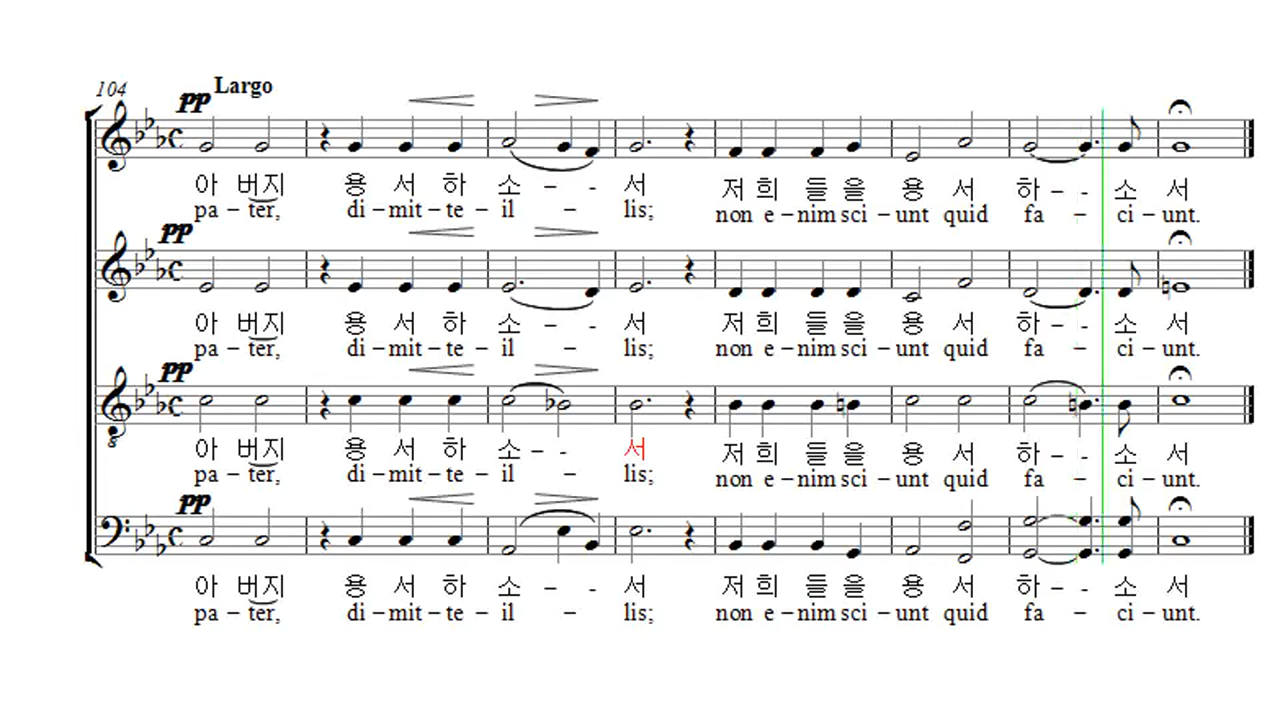 104 Largo
pp
아 버지 용 서 하 소 - - 서 저 희 들 을 용 서 하 - - 소 서
pa – ter, di – mit – te – il – lis; non e – nim sci – unt quid fa – ci – unt.
pp
아 버지 용 서 하 소 - - 서 저 희 들 을 용 서 하 - - 소 서
pa – ter, di – mit – te – il – lis; non e – nim sci – unt quid fa – ci – unt.
pp
8
아 버지 용 서 하 소 - - 서 저 희 들 을 용 서 하 - - 소 서
pa – ter, di – mit – te – il – lis; non e – nim sci – unt quid fa – ci – unt.
pp
아 버지 용 서 하 소 - - 서 저 희 들 을 용 서 하 - - 소 서
pa – ter, di – mit – te – il – lis; non e – nim sci – unt quid fa – ci – unt.